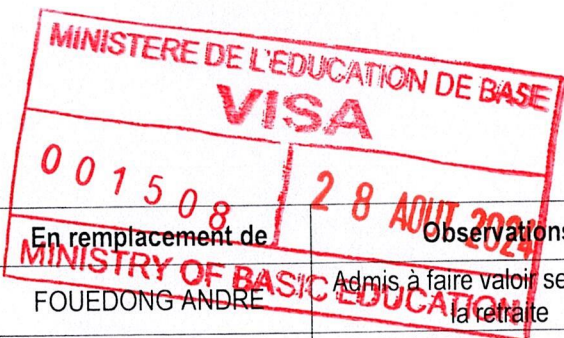 MINISTERE DE L'EDUCATION DE BASE
VISA
001508
28 AOUT 2024
En remplacement de
Observations
MINISTRY OF BASIC EDUCATION
FOUEDONG ANDRE
Admis à faire valoir se
la retraite